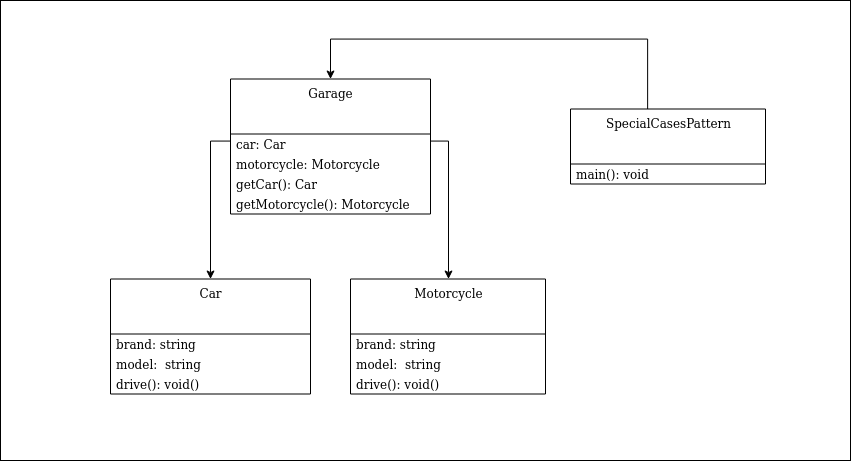 Garage
car: Car
motorcycle: Motorcycle
getCar(): Car
getMotorcycle(): Motorcycle
SpecialCasesPattern
main(): void
Car
brand: string
model:  string
drive(): void()
Motorcycle
brand: string
model:  string
drive(): void()